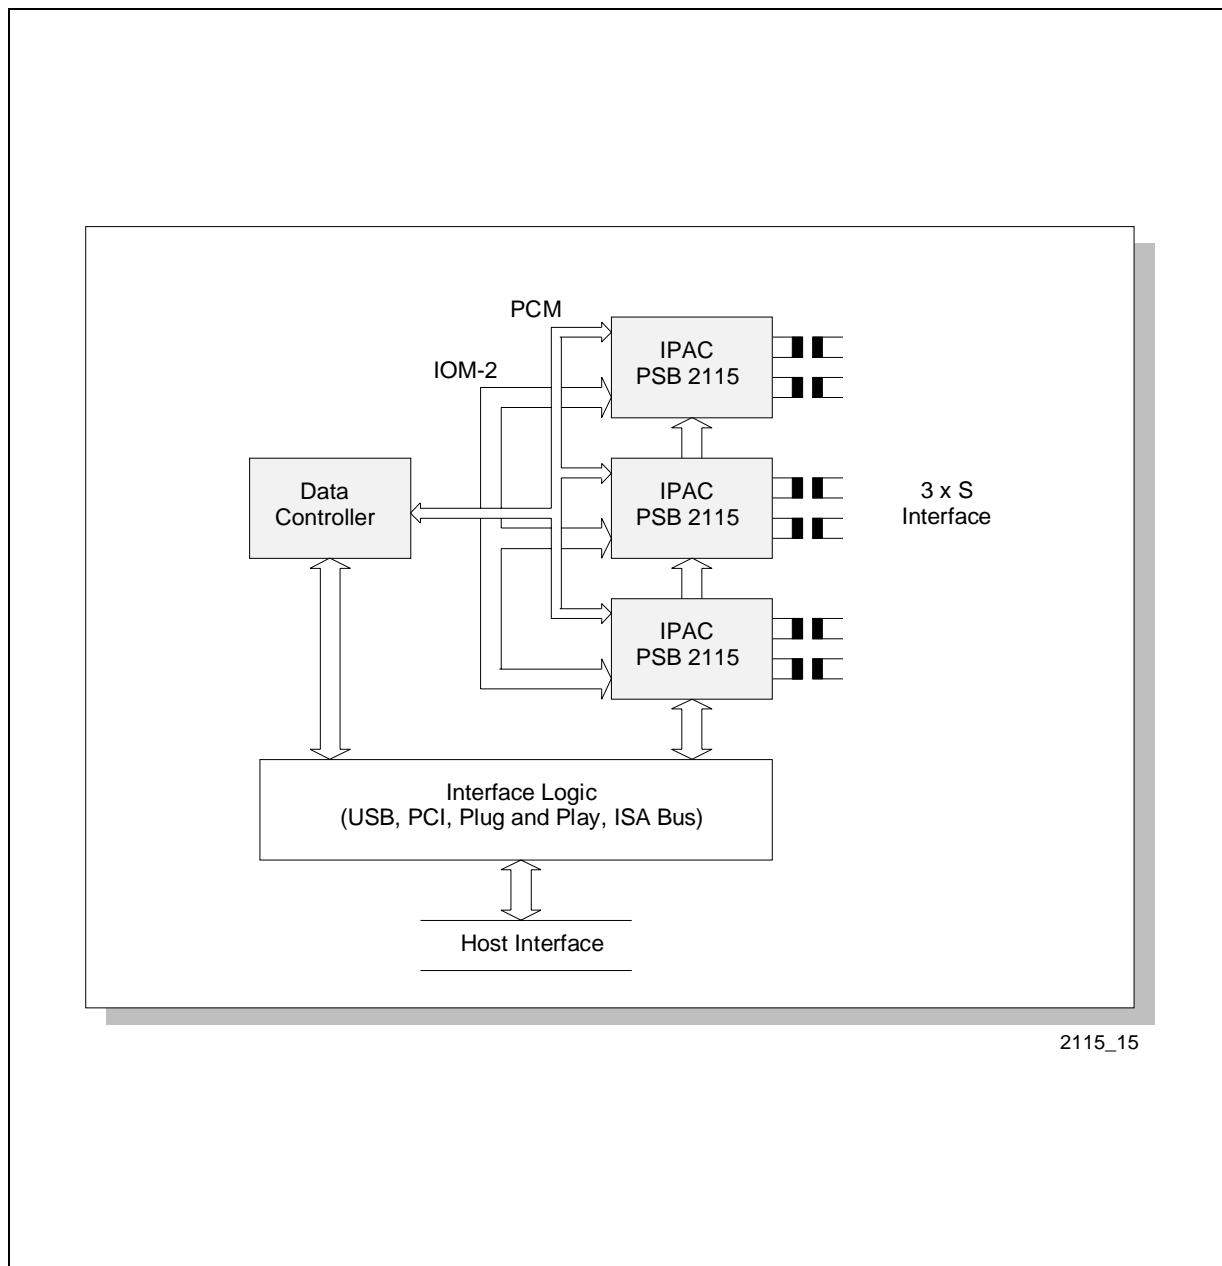 PCM
IPAC
PSB 2115
IOM-2
Data
Controller
IPAC
PSB 2115
3 x S
Interface
IPAC
PSB 2115
Interface Logic
(USB, PCI, Plug and Play, ISA Bus)
Host Interface
2115_15